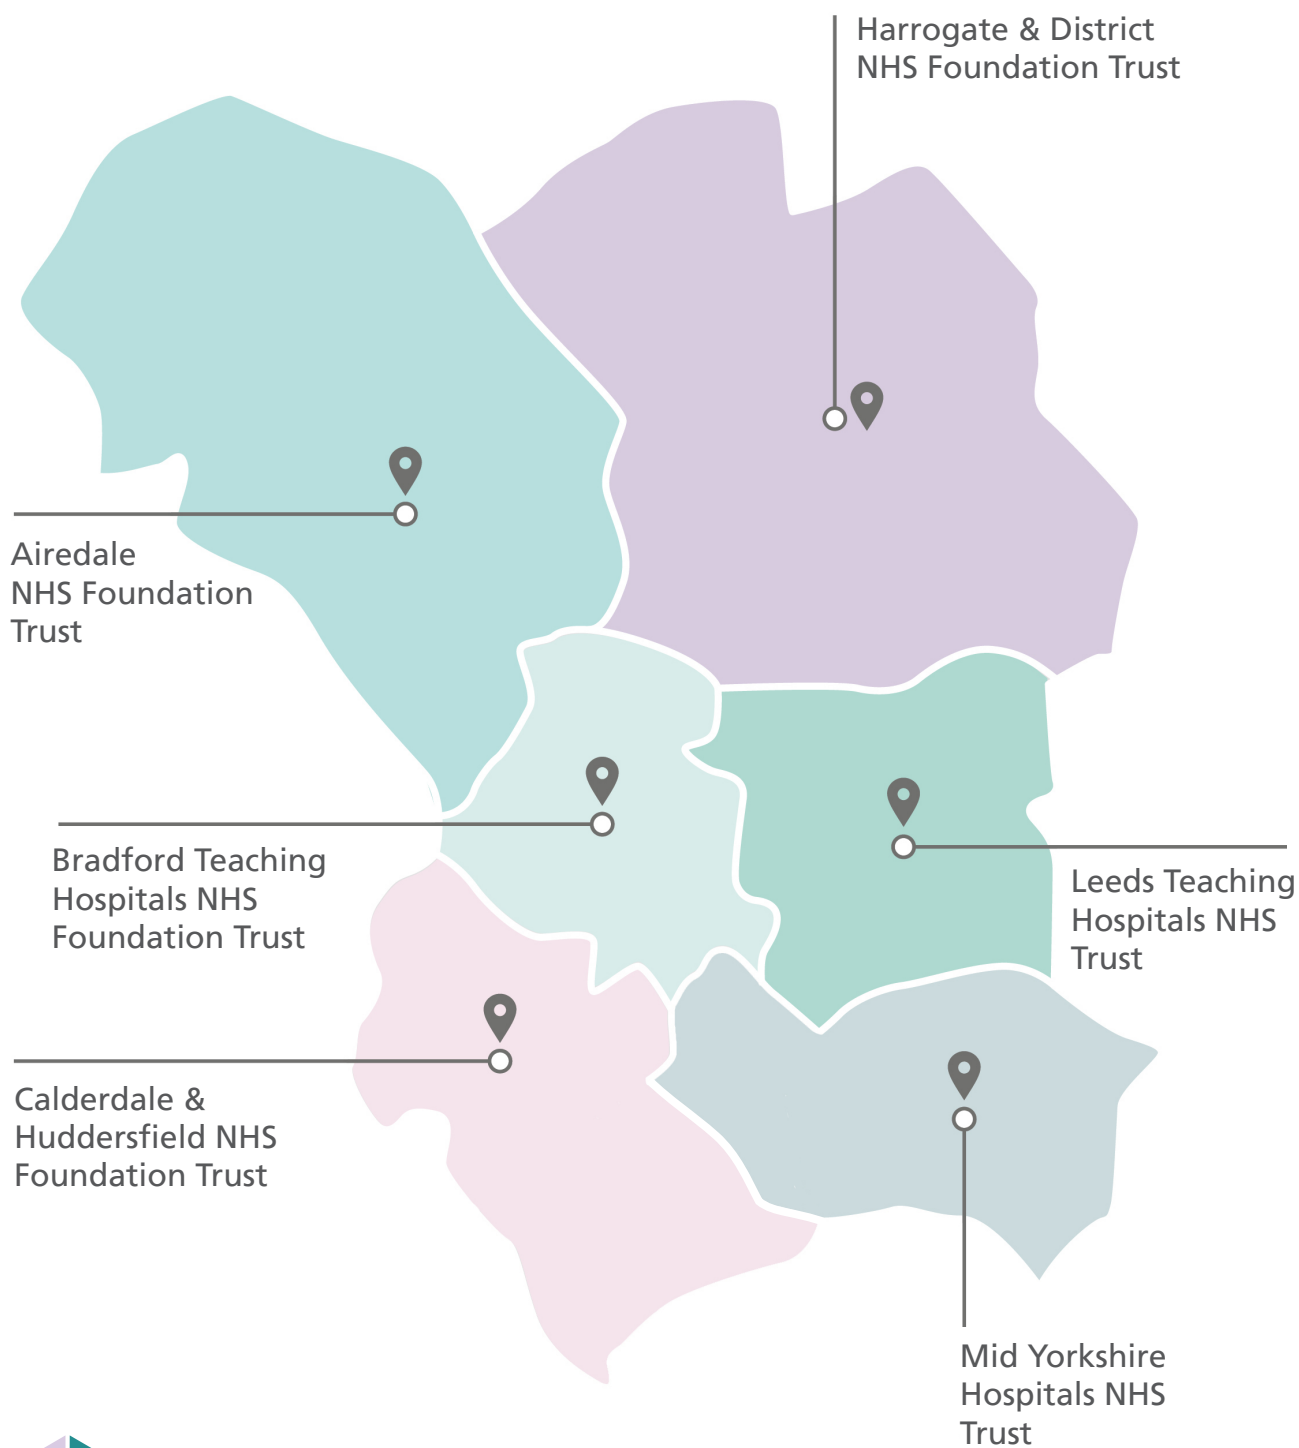 Harrogate & District
NHS Foundation Trust
Airedale
NHS Foundation
Trust
Bradford Teaching
Hospitals NHS
Foundation Trust
Leeds Teaching
Hospitals NHS
Trust
Calderdale &
Huddersfield NHS
Foundation Trust
Mid Yorkshire
Hospitals NHS
Trust